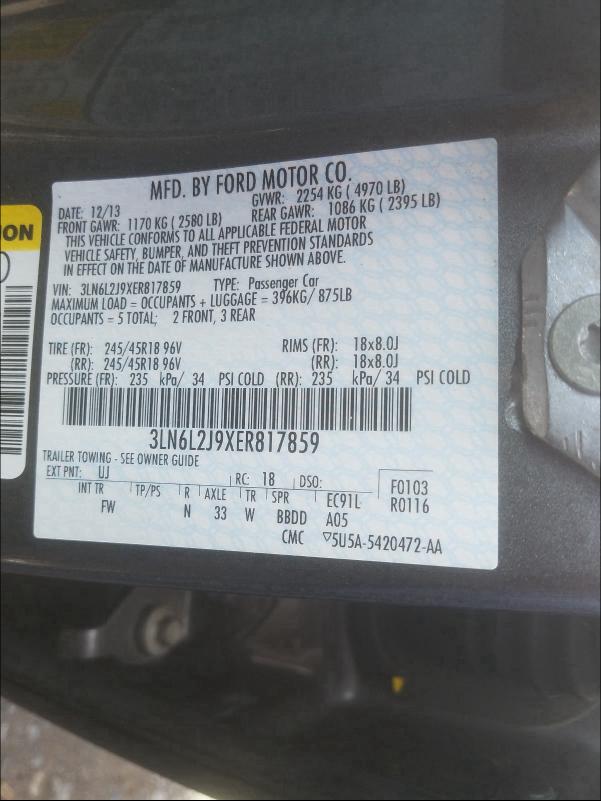 MFD. BY FORD MOTOR CO.
DATE: 12/13 GVWR: 2254 KG ( 4970 LB)
FRONT GAWR: 1170 KG ( 2580 LB) REAR GAWR: 1086 KG ( 2395 LB)
THIS VEHICLE CONFORMS TO ALL APPLICABLE FEDERAL MOTOR
VEHICLE SAFETY, BUMPER, AND THEFT PREVENTION STANDARDS
IN EFFECT ON THE DATE OF MANUFACTURE SHOWN ABOVE.
VIN: 3LN6L2J9XER817859 TYPE: Passenger Car
MAXIMUM LOAD = OCCUPANTS + LUGGAGE = 396KG/ 875LB
OCCUPANTS = 5 TOTAL; 2 FRONT, 3 REAR
TIRE (FR): 245/45R18 96V RIMS (FR): 18x8.0J
(RR): 245/45R18 96V (RR): 18x8.0J
PRESSURE (FR): 235 kPa/ 34 PSI COLD (RR): 235 kPa/ 34 PSI COLD
3LN6L2J9XER817859
TRAILER TOWING - SEE OWNER GUIDE
EXT PNT: UJ RC: 18 DSO: F0103
INT TR TP/PS R AXLE TR SPR EC91L R0116
FW N 33 W BBDD A05
CMC ▽5U5A-5420472-AA
ON